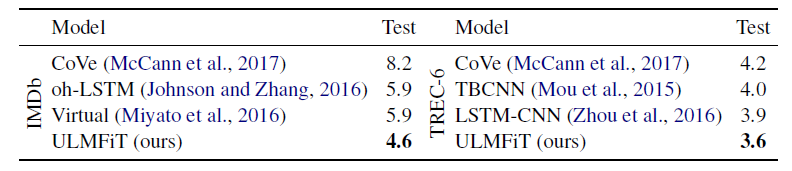 Model Test Model Test
IMDb
CoVe (McCann et al., 2017) 8.2
oh-LSTM (Johnson and Zhang, 2016) 5.9
Virtual (Miyato et al., 2016) 5.9
ULMFiT (ours) 4.6
TREC-6
CoVe (McCann et al., 2017) 4.2
TBCNN (Mou et al., 2015) 4.0
LSTM-CNN (Zhou et al., 2016) 3.9
ULMFiT (ours) 3.6